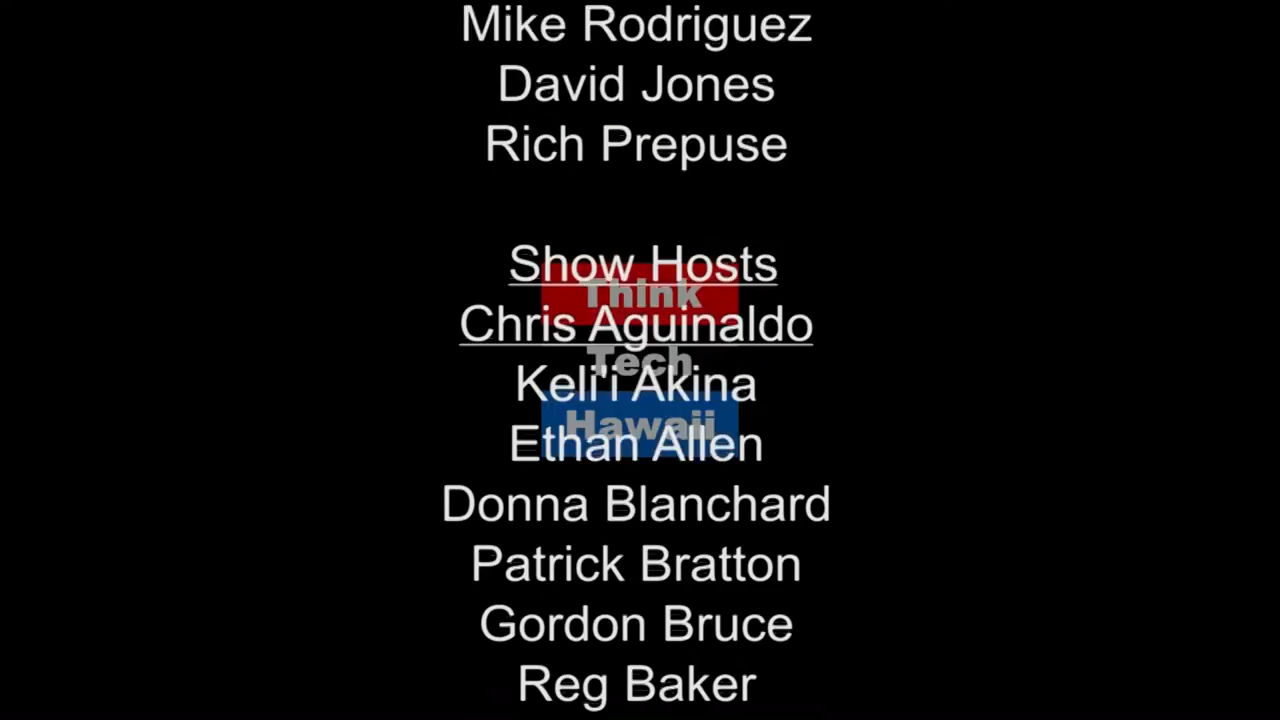 Mike Rodriguez
David Jones
Rich Prepuse
Show Hosts
Think
Chris Aguinaldo
Tech
Keli'i Akina
Hawaii
Ethan Allen
Donna Blanchard
Patrick Bratton
Gordon Bruce
Reg Baker